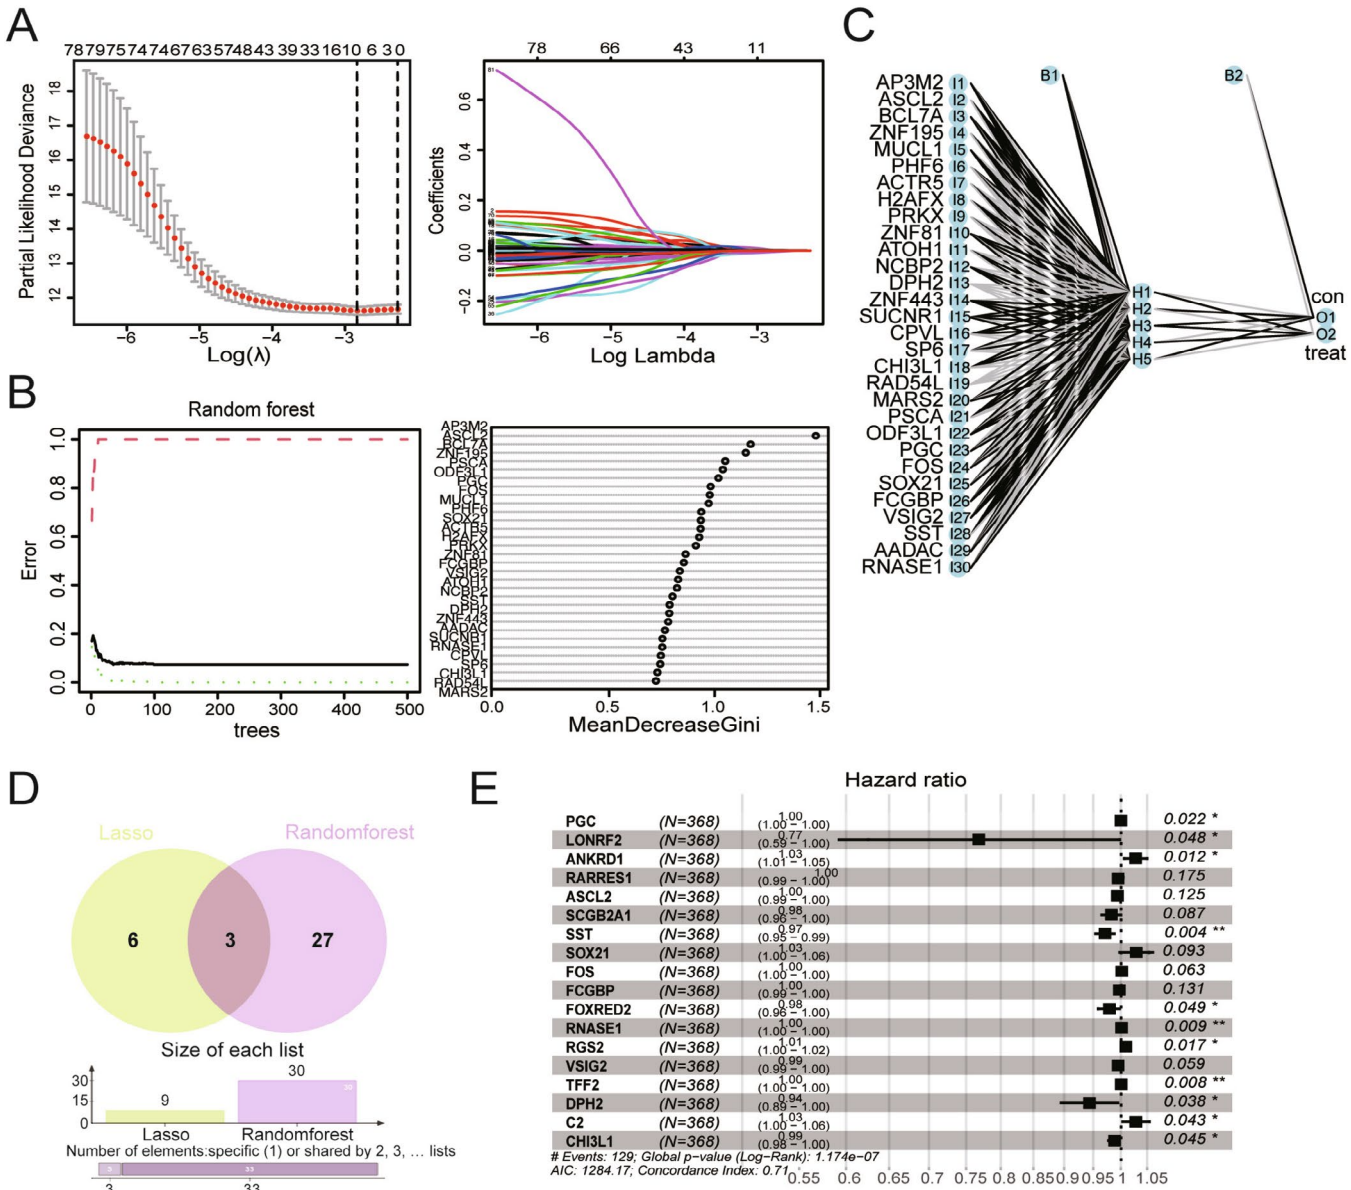 A
78 79 75 74 74 67 63 57 48 43 39 33 16 10 6 3 0
Partial Likelihood Deviance
18
17
16
15
14
13
12
−6 −5 −4 −3
Log(λ)
78 66 43 11
Coefficients
0.6
0.4
0.2
0.0
−0.2
−6 −5 −4 −3
Log Lambda
B
Random forest
Error
1.0
0.8
0.6
0.4
0.2
0.0
0 100 200 300 400 500
trees
AP3M2
ASCL2
BCL7A
ZNF195
PSCA
ODF3L1
PGC
FOS
MUCL1
PHF6
SOX21
ACTR5
H2AFX
PRKX
ZNF81
FCGBP
VSIG2
ATOH1
NCBP2
SST
DPH2
ZNF443
AADAC
SUCNR1
RNASE1
CPVL
SP6
CHI3L1
RAD54L
MARS2
0.0 0.5 1.0 1.5
MeanDecreaseGini
C
AP3M2 I1
ASCL2 I2
BCL7A I3
ZNF195 I4
MUCL1 I5
PHF6 I6
ACTR5 I7
H2AFX I8
PRKX I9
ZNF81 I10
ATOH1 I11
NCBP2 I12
DPH2 I13
ZNF443 I14
SUCNR1 I15
CPVL I16
SP6 I17
CHI3L1 I18
RAD54L I19
MARS2 I20
PSCA I21
ODF3L1 I22
PGC I23
FOS I24
SOX21 I25
FCGBP I26
VSIG2 I27
SST I28
AADAC I29
RNASE1 I30
B1
B2
H1
H2
H3
H4
H5
con
O1
O2
treat
D
Lasso Randomforest
6 3 27
Size of each list
30
15
0
9
30
30
Lasso Randomforest
Number of elements:specific (1) or shared by 2, 3, ... lists
3 33
3 33
E
Hazard ratio
PGC (N=368) 1.00 (1.00 − 1.00) 0.022 *
LONRF2 (N=368) 0.77 (0.59 − 1.00) 0.048 *
ANKRD1 (N=368) 1.03 (1.01 − 1.05) 0.012 *
RARRES1 (N=368) 1.00 (0.99 − 1.00) 0.175
ASCL2 (N=368) 1.00 (0.99 − 1.00) 0.125
SCGB2A1 (N=368) 0.98 (0.96 − 1.00) 0.087
SST (N=368) 0.97 (0.95 − 0.99) 0.004 **
SOX21 (N=368) 1.03 (1.00 − 1.06) 0.093
FOS (N=368) 1.00 (1.00 − 1.00) 0.063
FCGBP (N=368) 1.00 (0.99 − 1.00) 0.131
FOXRED2 (N=368) 0.98 (0.96 − 1.00) 0.049 *
RNASE1 (N=368) 1.00 (1.00 − 1.00) 0.009 **
RGS2 (N=368) 1.01 (1.00 − 1.02) 0.017 *
VSIG2 (N=368) 0.99 (0.99 − 1.00) 0.059
TFF2 (N=368) 1.00 (1.00 − 1.00) 0.008 **
DPH2 (N=368) 0.94 (0.89 − 1.00) 0.038 *
C2 (N=368) 1.03 (1.00 − 1.06) 0.043 *
CHI3L1 (N=368) 0.99 (0.98 − 1.00) 0.045 *
# Events: 129; Global p-value (Log-Rank): 1.174e-07
AIC: 1284.17; Concordance Index: 0.71
0.55 0.6 0.65 0.7 0.75 0.8 0.85 0.9 0.95 1 1.05